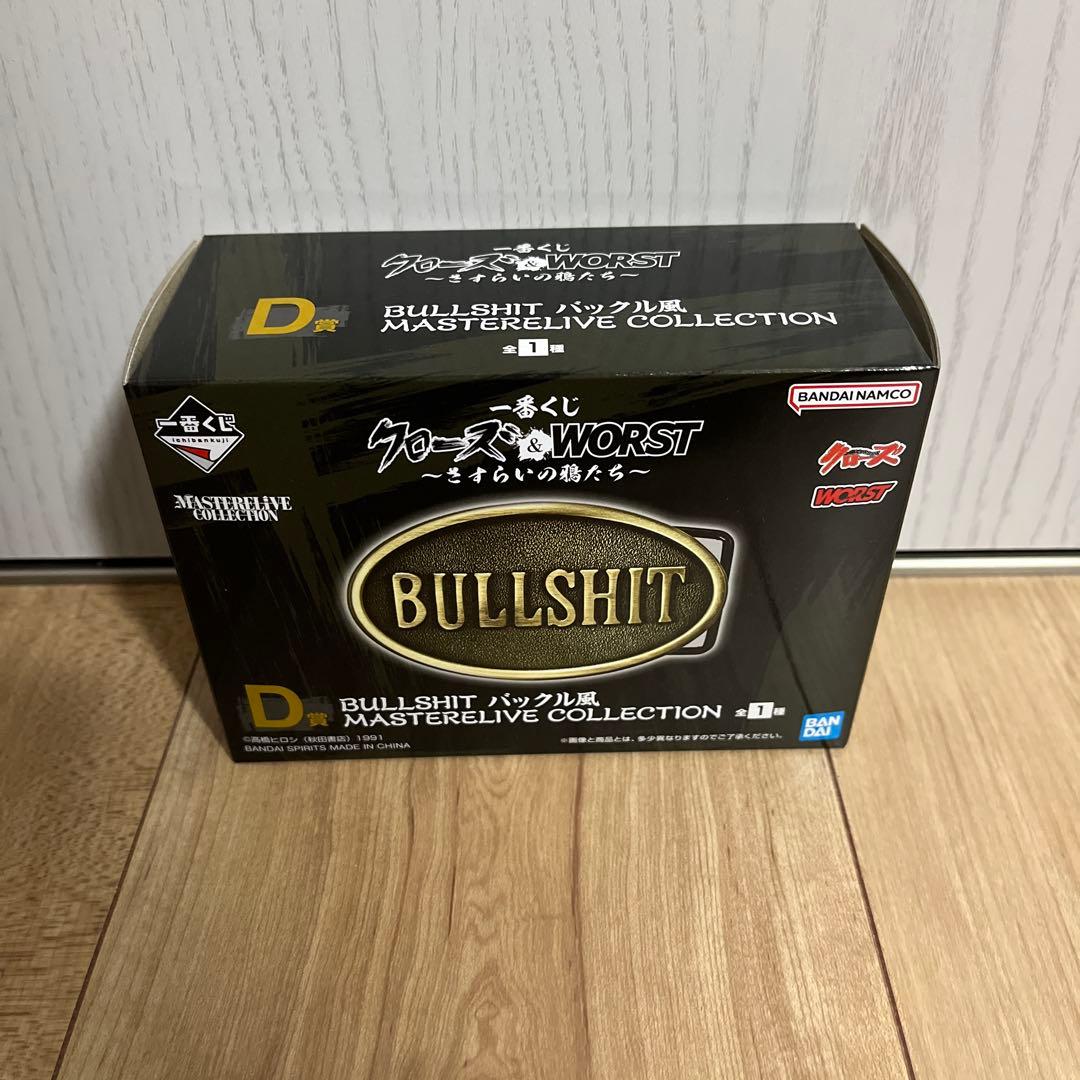 一番くじ
クローズ&WORST
～さすらいの鴉たち～
D賞
BULLSHIT バックル風
MASTERELIVE COLLECTION
全1種
一番くじ
ichibankuji
MASTERELiVE
COLLECTION
一番くじ
クローズ&WORST
～さすらいの鴉たち～
BANDAI NAMCO
クローズ
WORST
BULLSHIT
D賞
BULLSHIT バックル風
MASTERELIVE COLLECTION 全1種
©髙橋ヒロシ（秋田書店）1991
BANDAI SPIRITS MADE IN CHINA
※画像と商品とは、多少異なりますのでご了承ください。
BAN
DAI